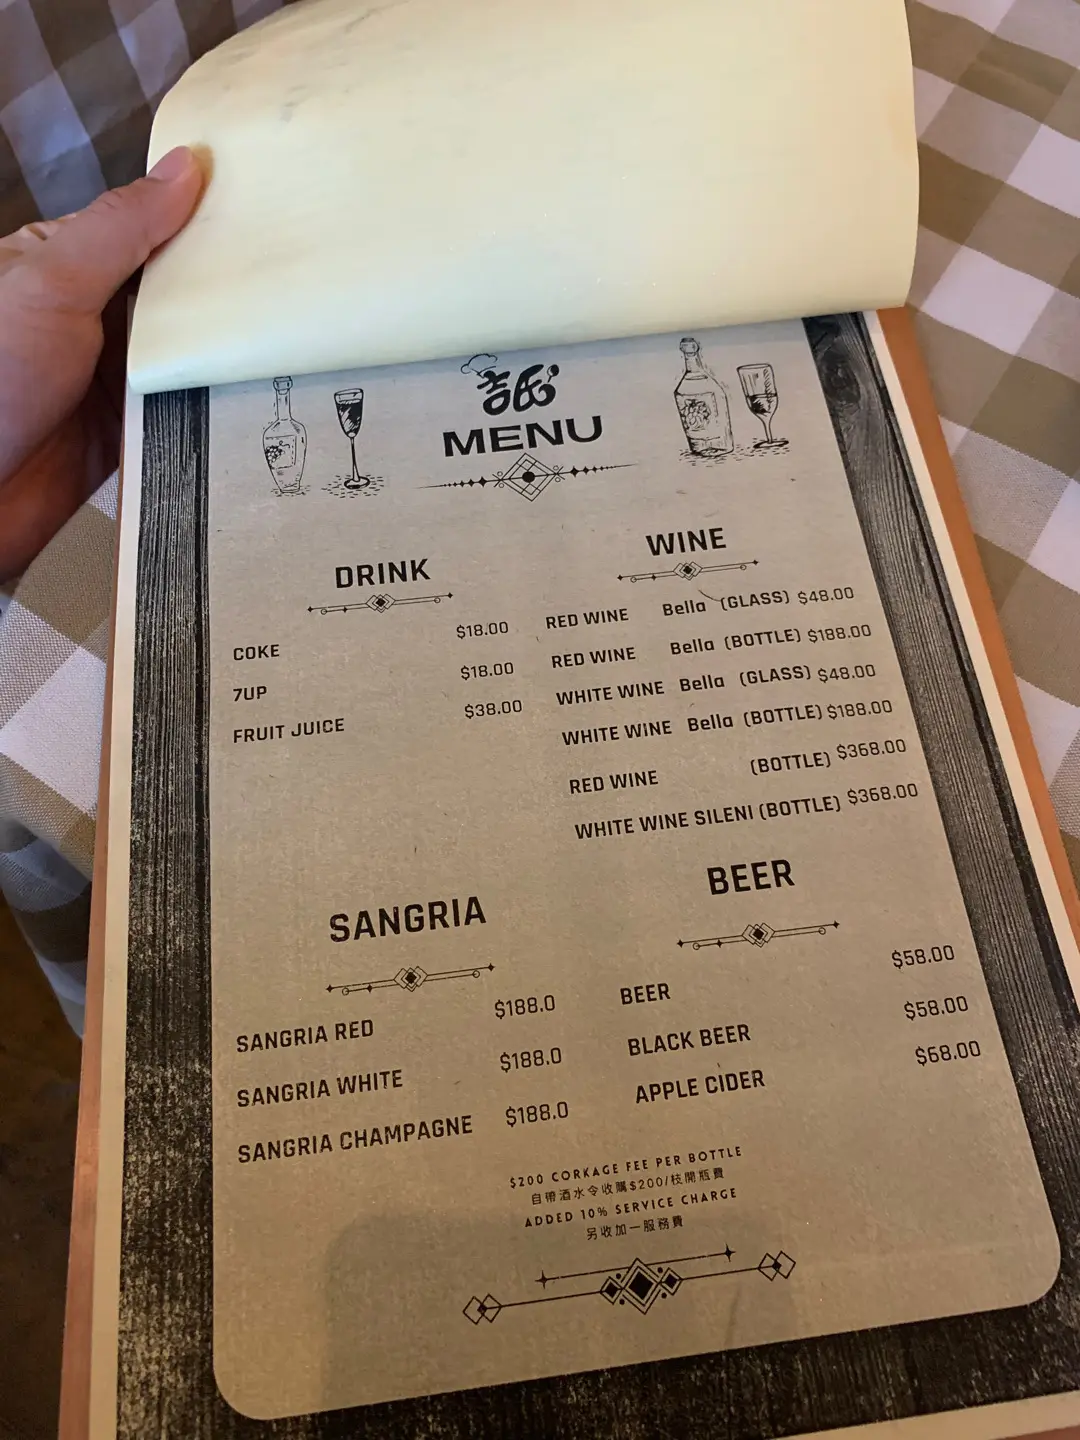 MENU
DRINK
COKE $18.00
7UP $18.00
FRUIT JUICE $38.00
WINE
RED WINE Bella (GLASS) $48.00
RED WINE Bella (BOTTLE) $188.00
WHITE WINE Bella (GLASS) $48.00
WHITE WINE Bella (BOTTLE) $188.00
RED WINE (BOTTLE) $368.00
WHITE WINE SILENI (BOTTLE) $368.00
SANGRIA
SANGRIA RED $188.0
SANGRIA WHITE $188.0
SANGRIA CHAMPAGNE $188.0
BEER
BEER $58.00
BLACK BEER $58.00
APPLE CIDER $68.00
$200 CORKAGE FEE PER BOTTLE
自帶酒水令收購$200/枝開瓶費
ADDED 10% SERVICE CHARGE
另收加一服務費